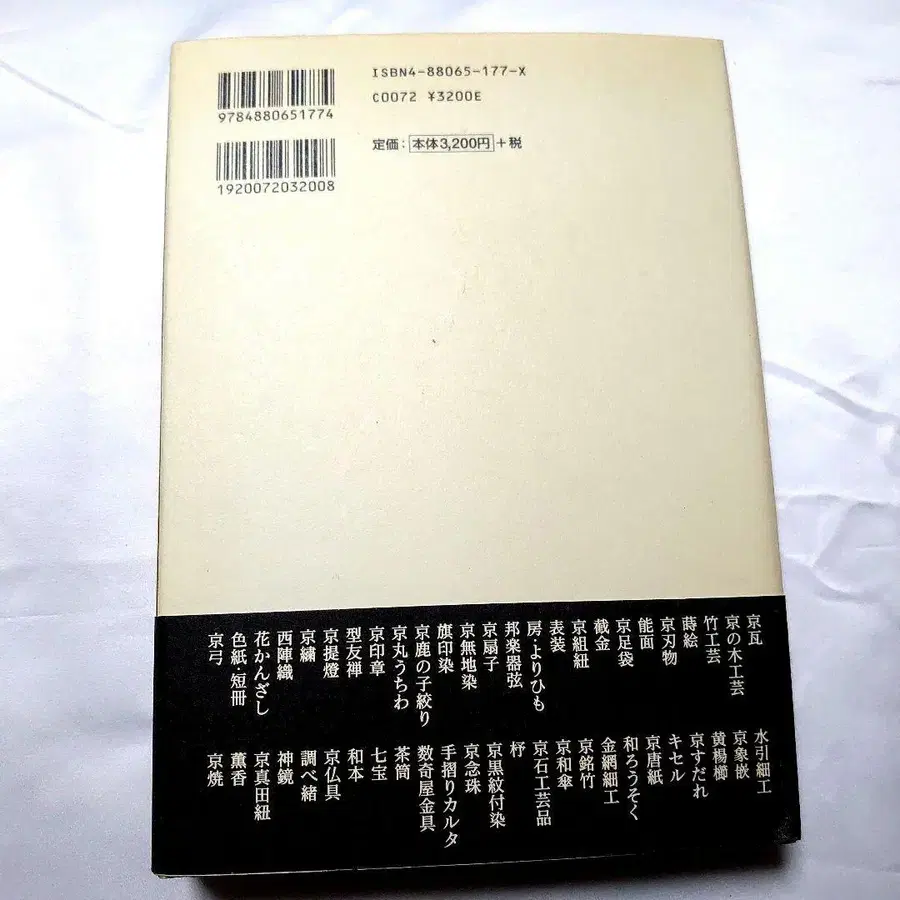 ISBN4-88065-177-X
C0072 ¥3200E
9784880651774
定価：本体3,200円+税
1920072032008
京瓦
京の木工芸
竹工芸
蒔絵
京刃物
能面
京足袋
截金
京組紐
表装
房・よりひも
邦楽器弦
京扇子
京無地染
旗印染
京鹿の子絞り
京丸うちわ
京印章
型友禅
京提燈
京繍
西陣織
花かんざし
色紙・短冊
京弓
水引細工
京象嵌
黄楊櫛
京すだれ
キセル
京唐紙
和ろうそく
金網細工
京銘竹
京和傘
京石工芸品
杼
京黒紋付染
京念珠
手摺りカルタ
数奇屋金具
茶筒
七宝
和本
京仏具
調べ緒
神鏡
京真田紐
薫香
京焼